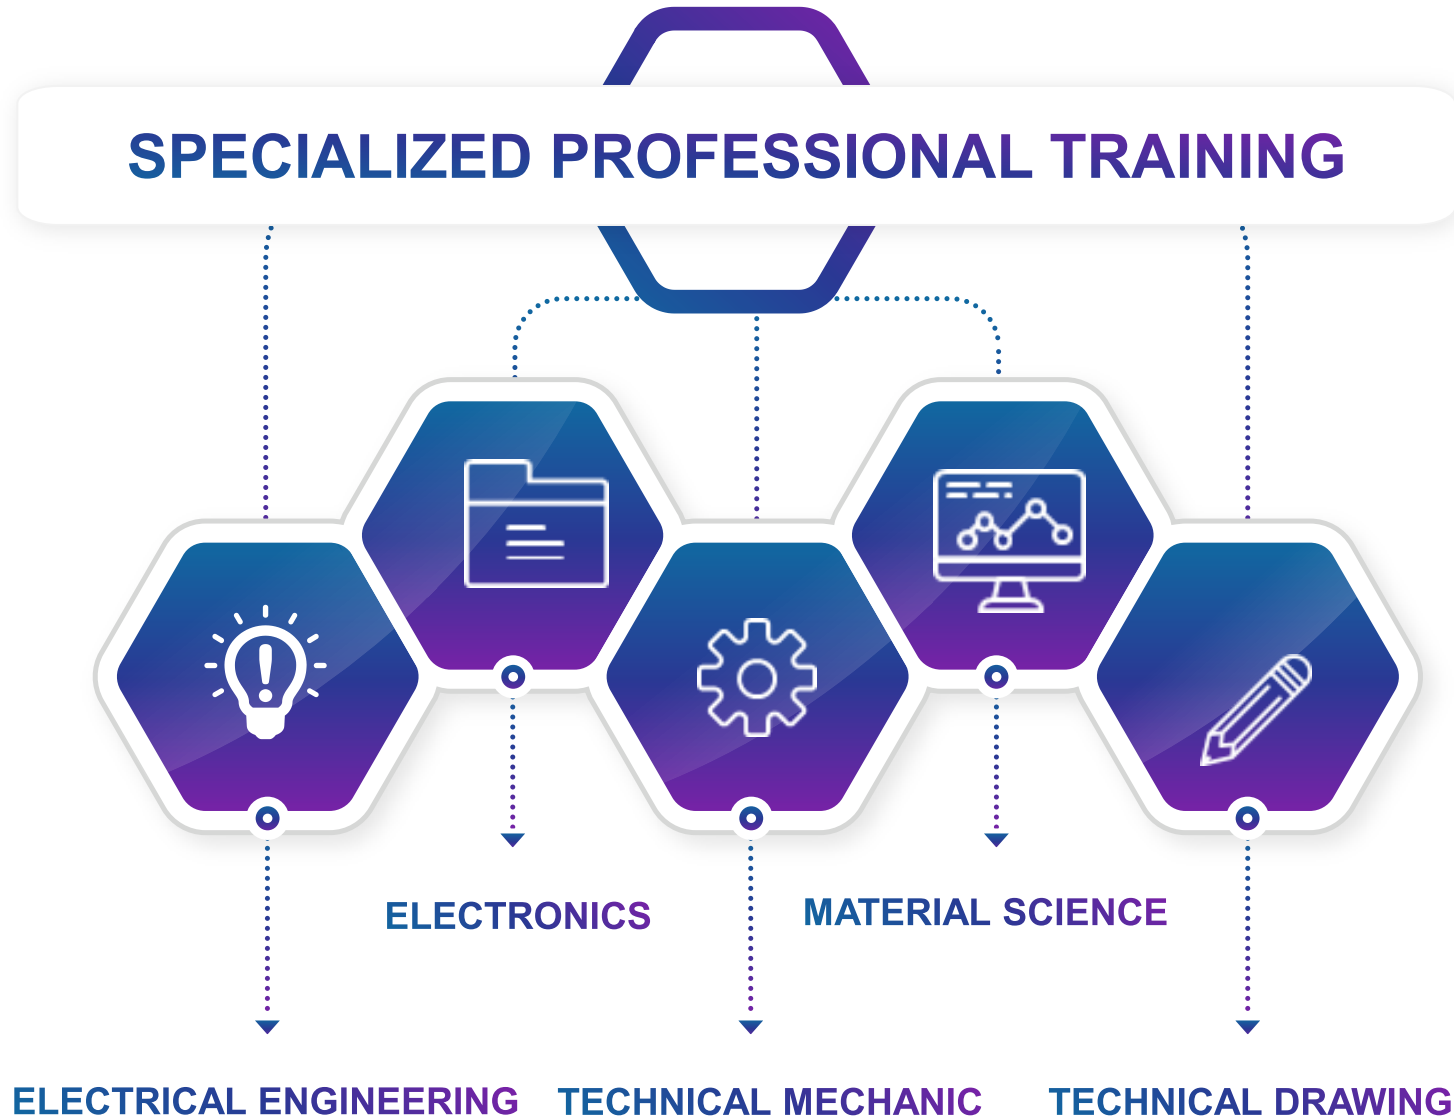 SPECIALIZED PROFESSIONAL TRAINING
ELECTRONICS
MATERIAL SCIENCE
ELECTRICAL ENGINEERING
TECHNICAL MECHANIC
TECHNICAL DRAWING